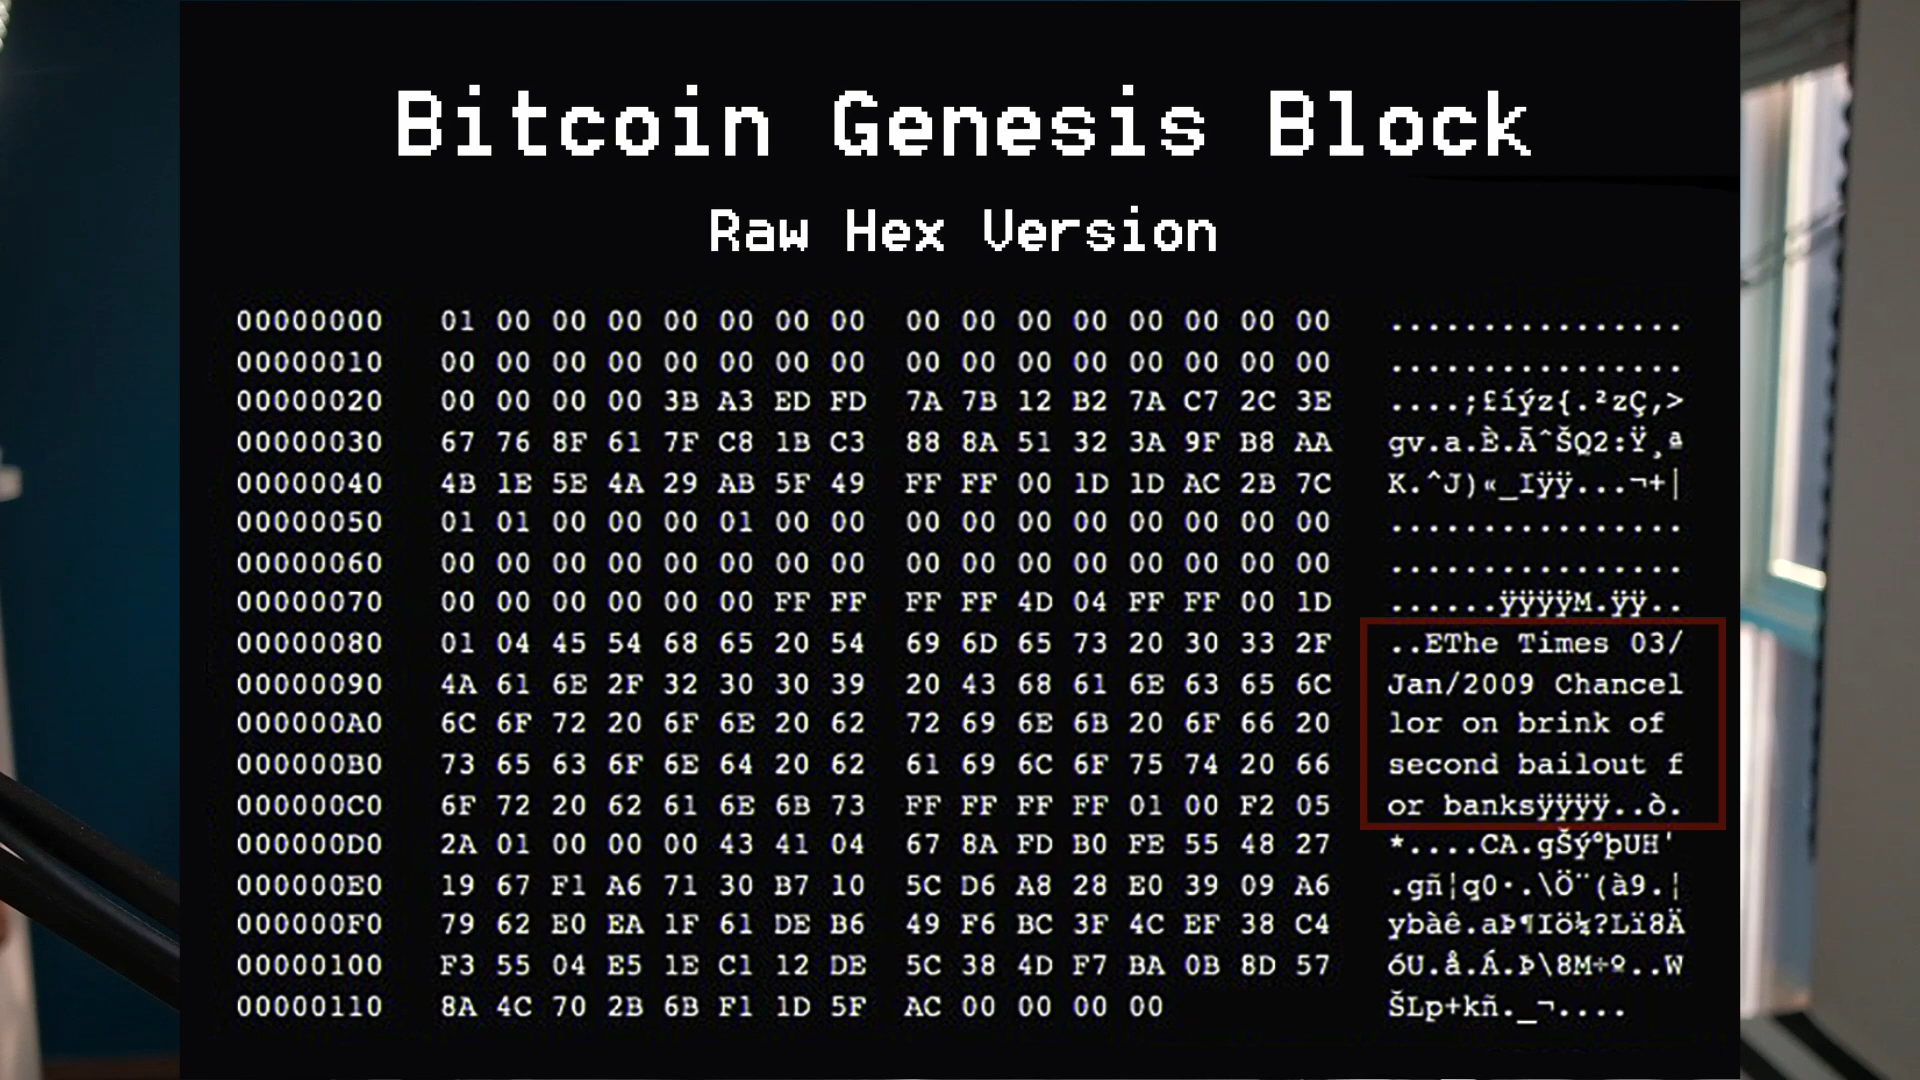 Bitcoin Genesis Block
Raw Hex Version
00000000 01 00 00 00 00 00 00 00 00 00 00 00 00 00 00 00 ................
00000010 00 00 00 00 00 00 00 00 00 00 00 00 00 00 00 00 ................
00000020 00 00 00 00 3B A3 ED FD 7A 7B 12 B2 7A C7 2C 3E ....;£íýz{.²zÇ,>
00000030 67 76 8F 61 7F C8 1B C3 88 8A 51 32 3A 9F B8 AA gv.a.È.ÃˆŠQ2:Ÿ¸ª
00000040 4B 1E 5E 4A 29 AB 5F 49 FF FF 00 1D 1D AC 2B 7C K.^J)«_Iÿÿ...¬+|
00000050 01 01 00 00 00 01 00 00 00 00 00 00 00 00 00 00 ................
00000060 00 00 00 00 00 00 00 00 00 00 00 00 00 00 00 00 ................
00000070 00 00 00 00 00 00 FF FF FF FF 4D 04 FF FF 00 1D ......ÿÿÿÿM.ÿÿ..
00000080 01 04 45 54 68 65 20 54 69 6D 65 73 20 30 33 2F ..EThe Times 03/
00000090 4A 61 6E 2F 32 30 30 39 20 43 68 61 6E 63 65 6C Jan/2009 Chancel
000000A0 6C 6F 72 20 6F 6E 20 62 72 69 6E 6B 20 6F 66 20 lor on brink of
000000B0 73 65 63 6F 6E 64 20 62 61 69 6C 6F 75 74 20 66 second bailout f
000000C0 6F 72 20 62 61 6E 6B 73 FF FF FF FF 01 00 F2 05 or banksÿÿÿÿ..ò.
000000D0 2A 01 00 00 00 43 41 04 67 8A FD B0 FE 55 48 27 *....CA.gŠý°þUH'
000000E0 19 67 F1 A6 71 30 B7 10 5C D6 A8 28 E0 39 09 A6 .gñ¦q0·.\Ö¨(à9.¦
000000F0 79 62 E0 EA 1F 61 DE B6 49 F6 BC 3F 4C EF 38 C4 ybàê.aÞ¶Iö¼?Lï8Ä
00000100 F3 55 04 E5 1E C1 12 DE 5C 38 4D F7 BA 0B 8D 57 óU.å.Á.Þ\8M÷º..W
00000110 8A 4C 70 2B 6B F1 1D 5F AC 00 00 00 00 ŠLp+kñ._¬....